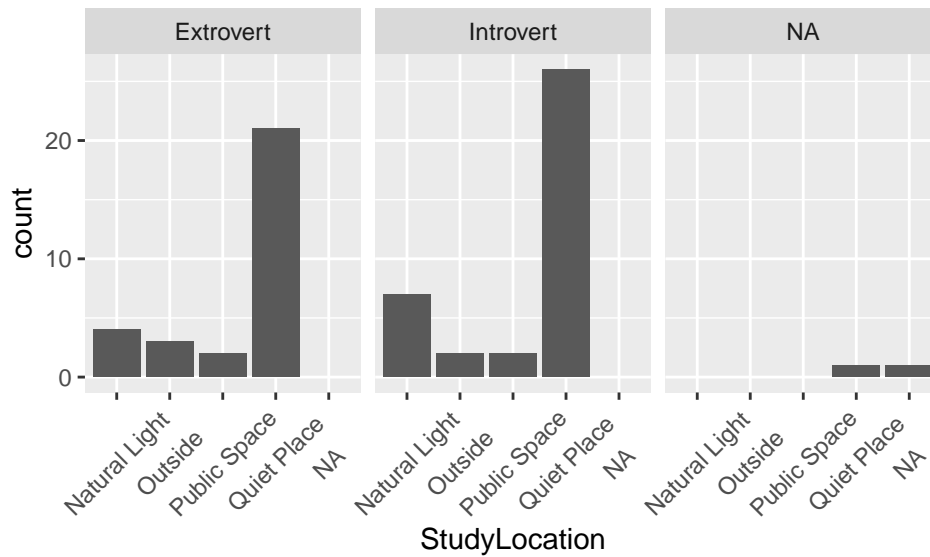 Extrovert
Introvert
NA
count
20
10
0
Natural Light
Outside
Public Space
Quiet Place
NA
Natural Light
Outside
Public Space
Quiet Place
NA
Natural Light
Outside
Public Space
Quiet Place
NA
StudyLocation